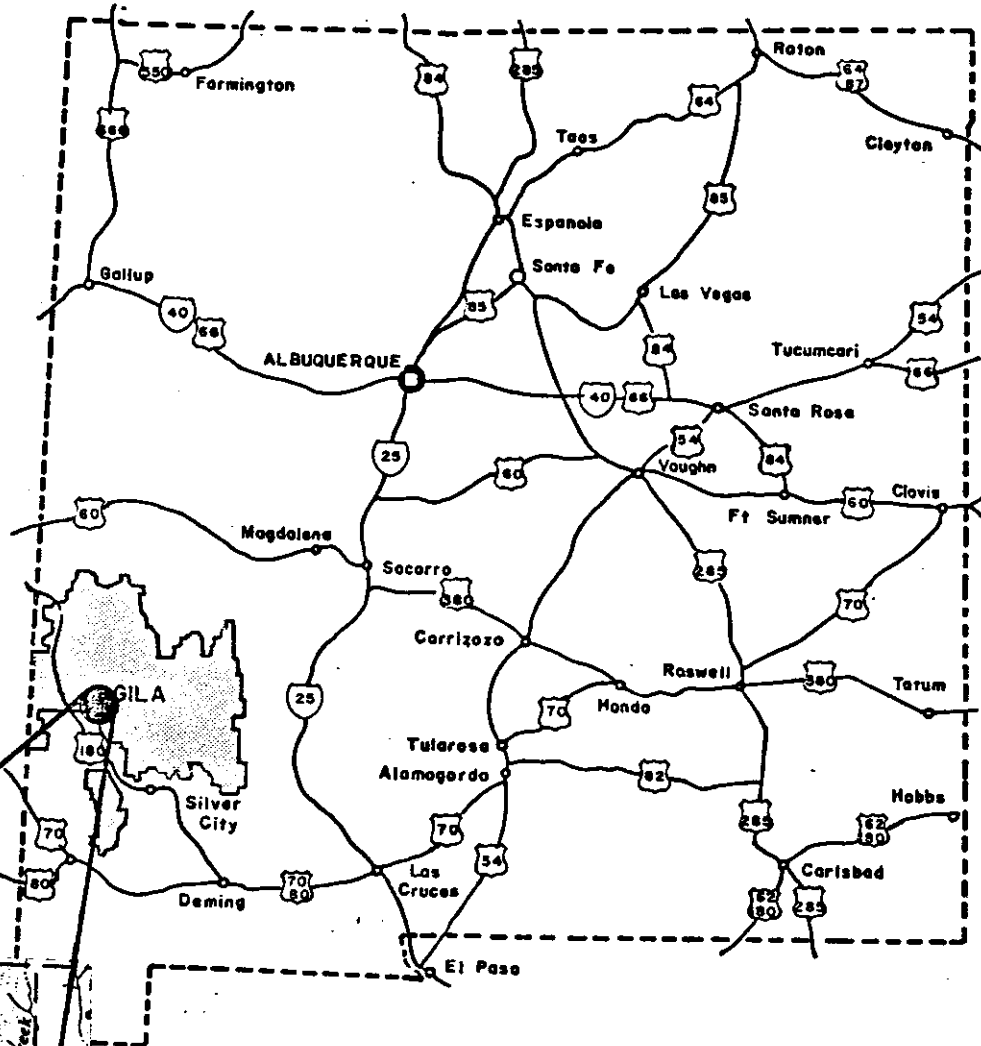 Raton
550
Farmington
84
285
64
87
666
64
Taos
Clayton
85
Espanola
Gallup
Santa Fe
Las Vegas
85
40
66
54
84
Tucumcari
ALBUQUERQUE
66
40
66
Santa Rosa
54
25
Vaughn
84
60
Clovis
60
60
Ft Sumner
Magdalena
Socorro
285
380
70
Carrizozo
Roswell
380
Tatum
GILA
25
Hondo
70
180
Tularosa
Alamogordo
82
Hobbs
Silver
City
285
62
180
70
70
54
Las
Cruces
Carlsbad
80
70
80
Deming
62
180
285
El Paso